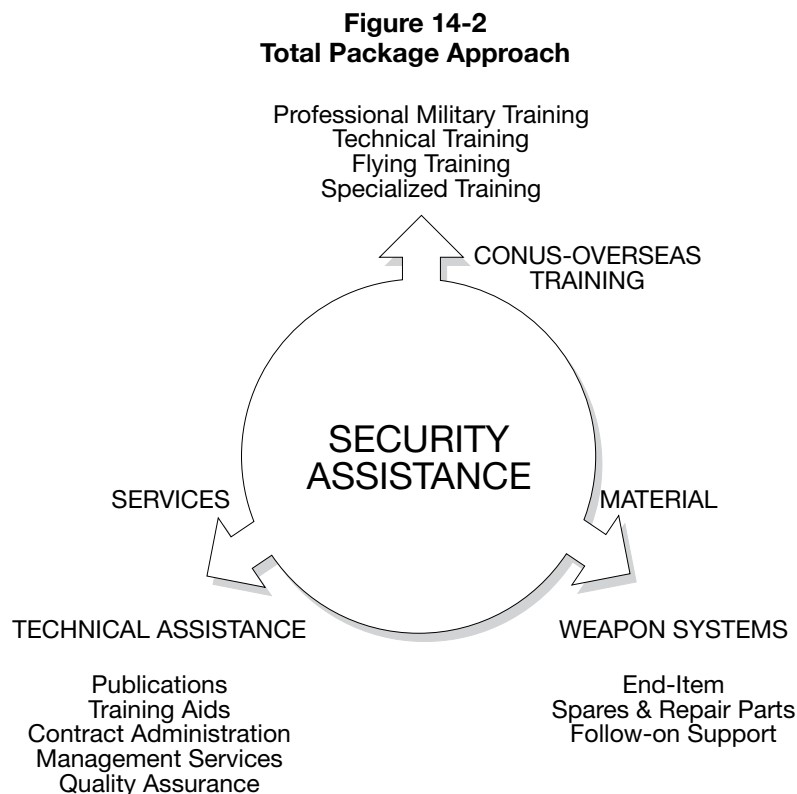 Figure 14-2
Total Package Approach
Professional Military Training
Technical Training
Flying Training
Specialized Training
CONUS-OVERSEAS
TRAINING
SECURITY
ASSISTANCE
SERVICES
MATERIAL
TECHNICAL ASSISTANCE
Publications
Training Aids
Contract Administration
Management Services
Quality Assurance
WEAPON SYSTEMS
End-Item
Spares & Repair Parts
Follow-on Support